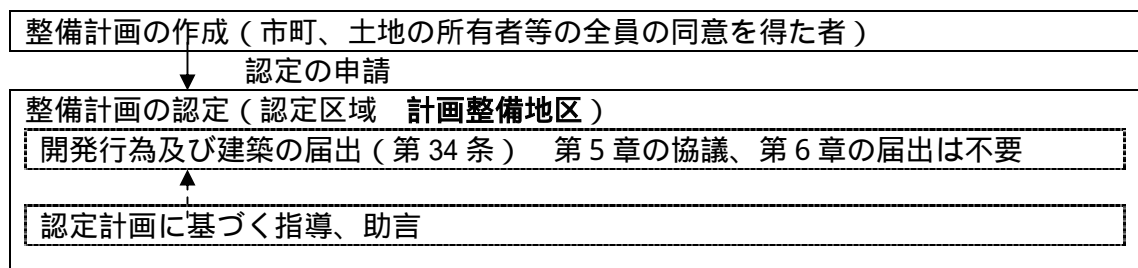 整備計画の作成(市町、土地の所有者等の全員の同意を得た者)
認定の申請
整備計画の認定(認定区域　計画整備地区)
開発行為及び建築の届出(第34条)　第5章の協議、第6章の届出は不要
認定計画に基づく指導、助言